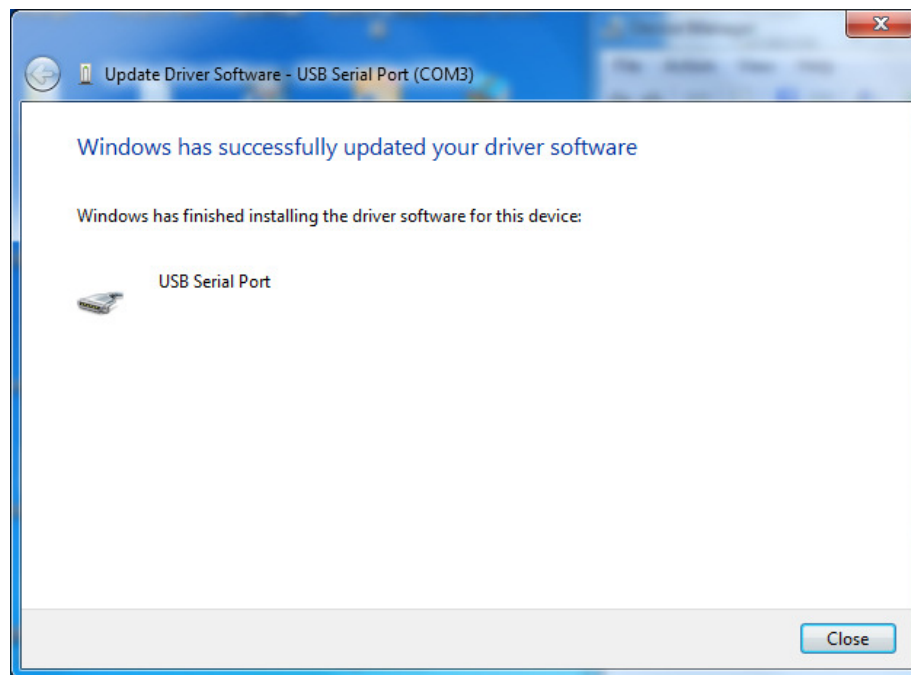 Update Driver Software - USB Serial Port (COM3)
Windows has successfully updated your driver software
Windows has finished installing the driver software for this device:
USB Serial Port
Close